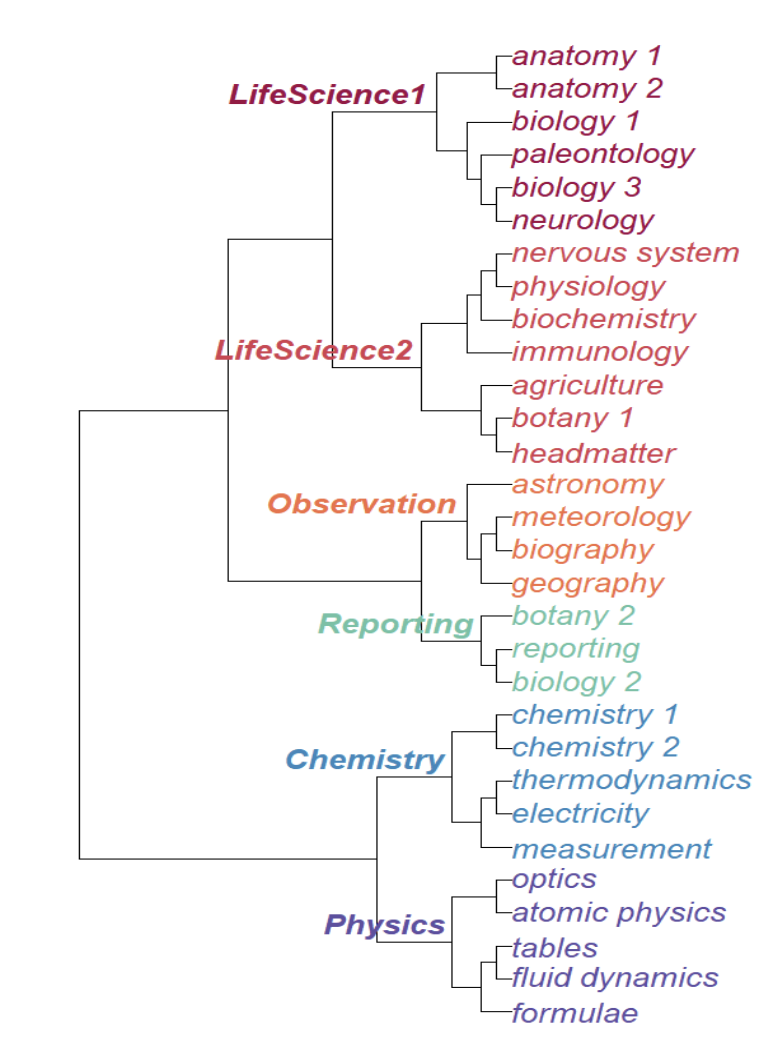 anatomy 1
LifeScience1
anatomy 2
biology 1
paleontology
biology 3
neurology
nervous system
physiology
biochemistry
LifeScience2
immunology
agriculture
botany 1
headmatter
astronomy
Observation
meteorology
biography
geography
botany 2
Reporting
reporting
biology 2
chemistry 1
chemistry 2
Chemistry
thermodynamics
electricity
measurement
optics
atomic physics
Physics
tables
fluid dynamics
formulae